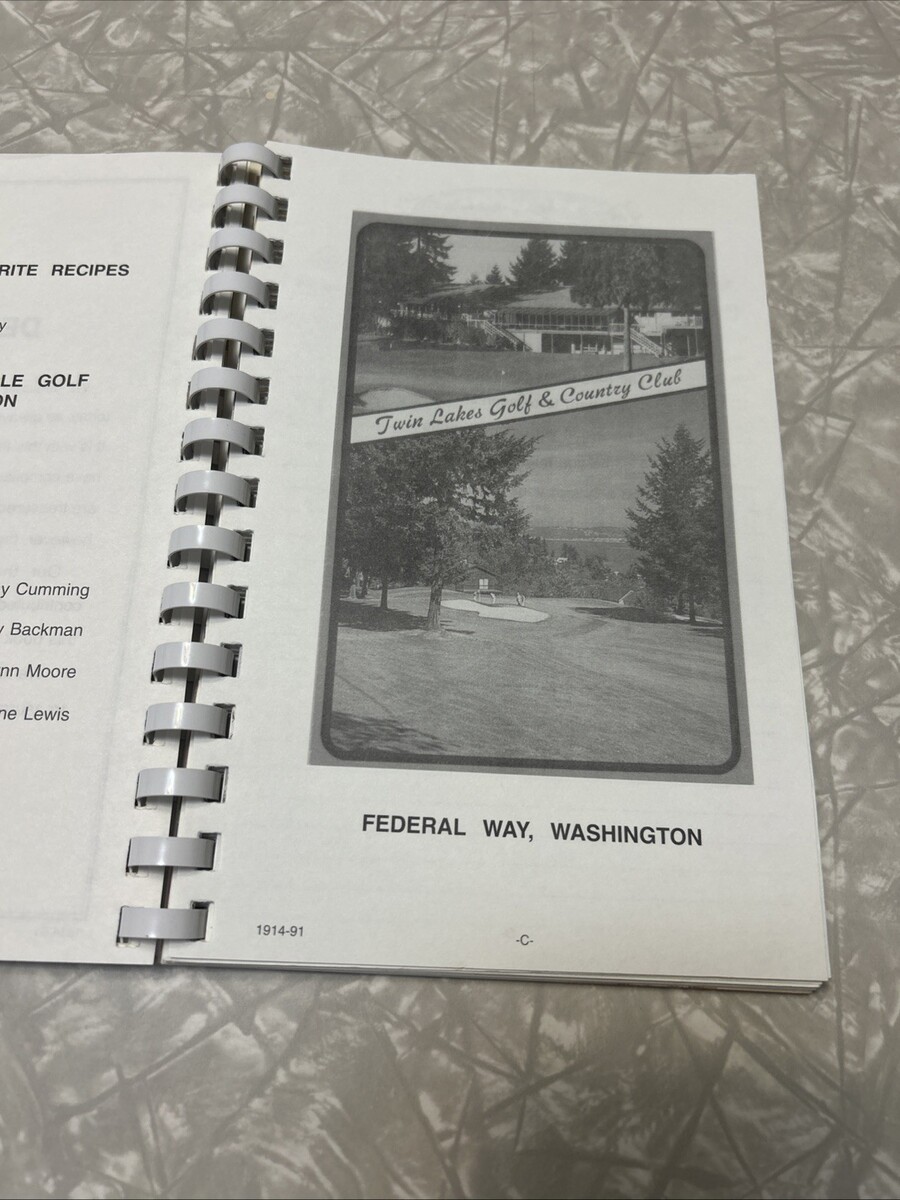 RITE RECIPES
y
LE GOLF
ON
y Cumming
y Backman
nn Moore
ne Lewis
Twin Lakes Golf & Country Club
FEDERAL WAY, WASHINGTON
1914-91
-C-